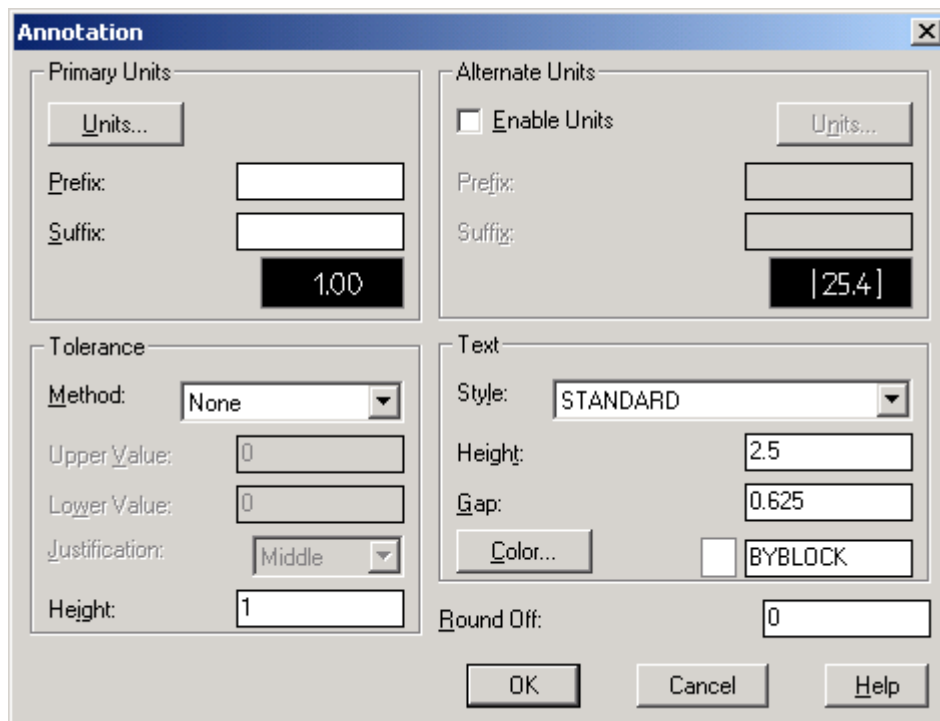 Annotation
Primary Units
Units...
Prefix:
Suffix:
1.00
Alternate Units
Enable Units
Units...
Prefix:
Suffix:
[25.4]
Tolerance
Method: None
Upper Value: 0
Lower Value: 0
Justification: Middle
Height: 1
Text
Style: STANDARD
Height: 2.5
Gap: 0.625
Color... BYBLOCK
Round Off: 0
OK Cancel Help